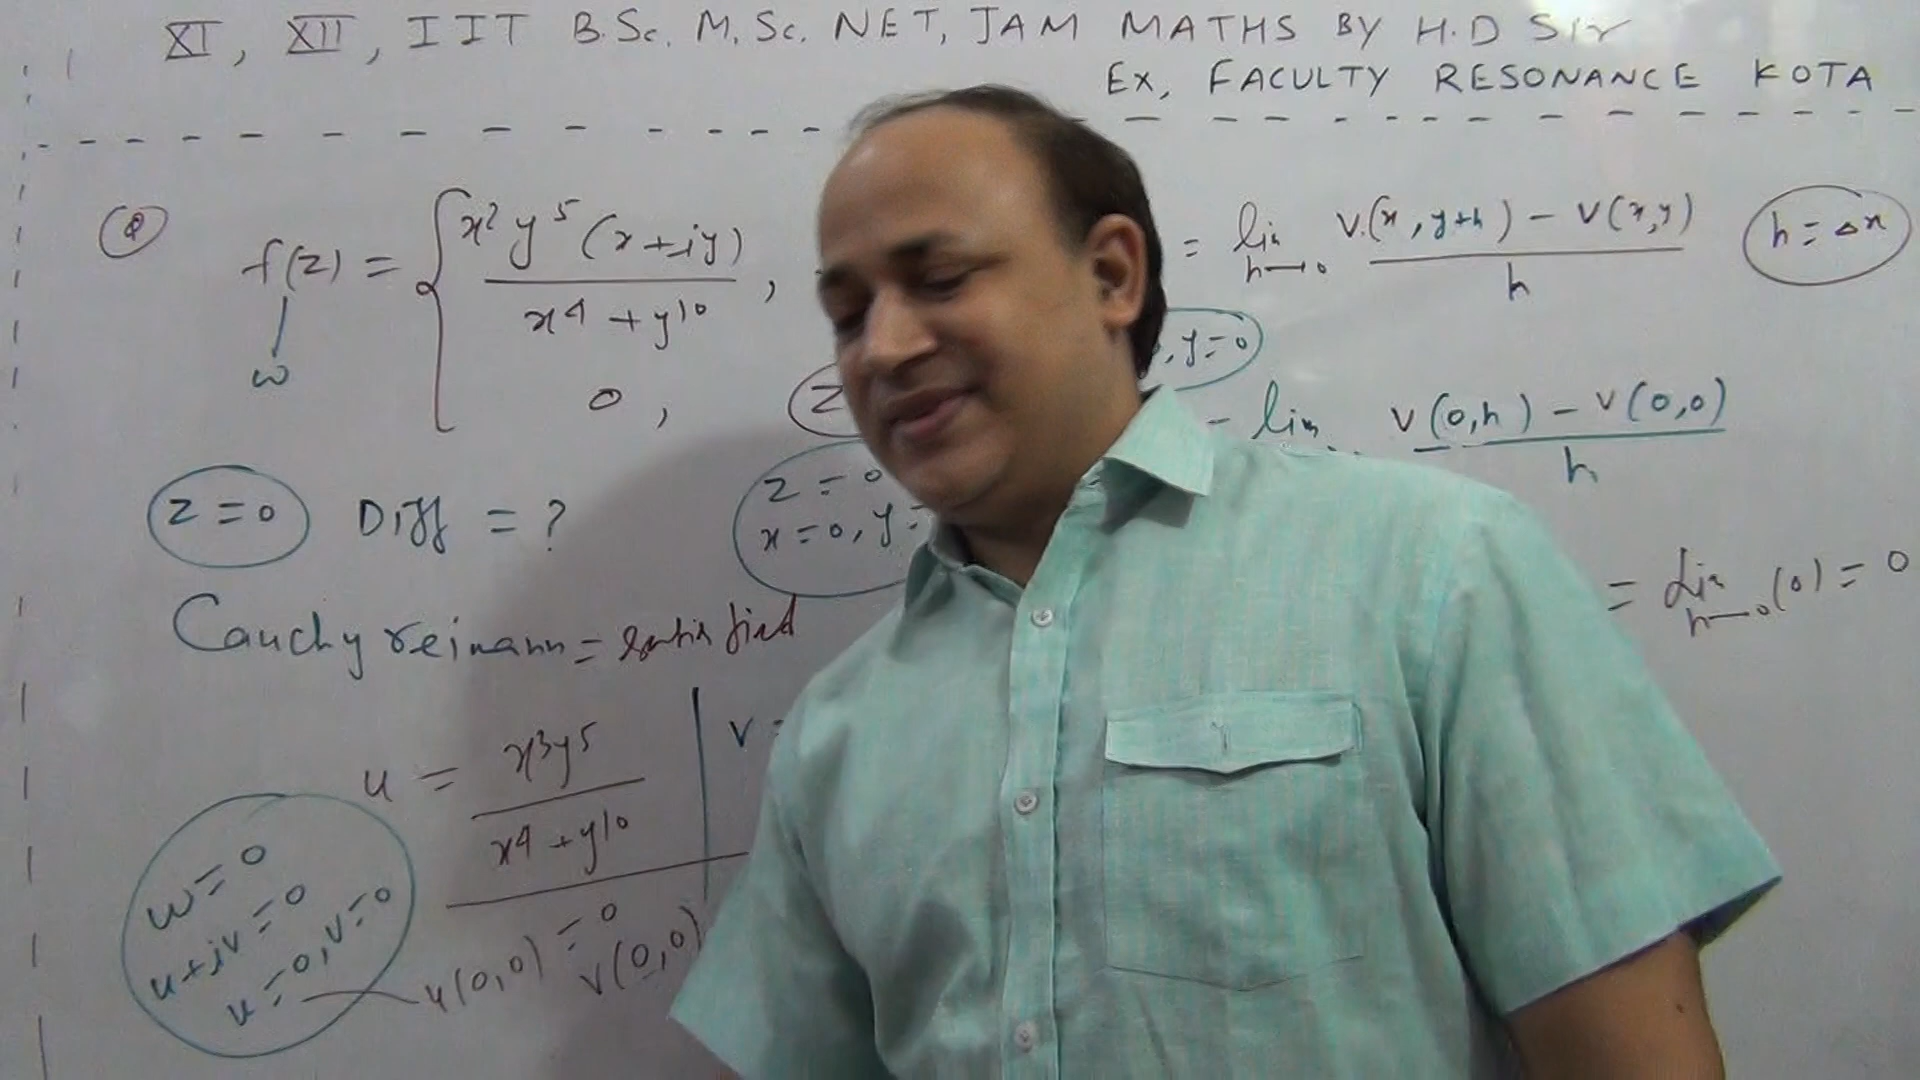 XI, XII, IIT B.Sc. M.Sc. NET, JAM MATHS BY H.D Sir
Ex, FACULTY RESONANCE KOTA
Q
f(z) = { x² y⁵ (x+iy) / x⁴ + y¹⁰ ,
0 ,
w
z
z = 0 Diff = ?
z = 0
x = 0, y =
Cauchy reimann = satisfied
u = x³y⁵ / x⁴ + y¹⁰
v =
w = 0
u + iv = 0
u = 0, v = 0
u(0,0) = 0
v(0,0)
= lim h→0 v(x, y+h) − v(x,y) / h
h = Δx
, y = 0
= lim v(0,h) − v(0,0) / h
= Lim h→0 (0) = 0